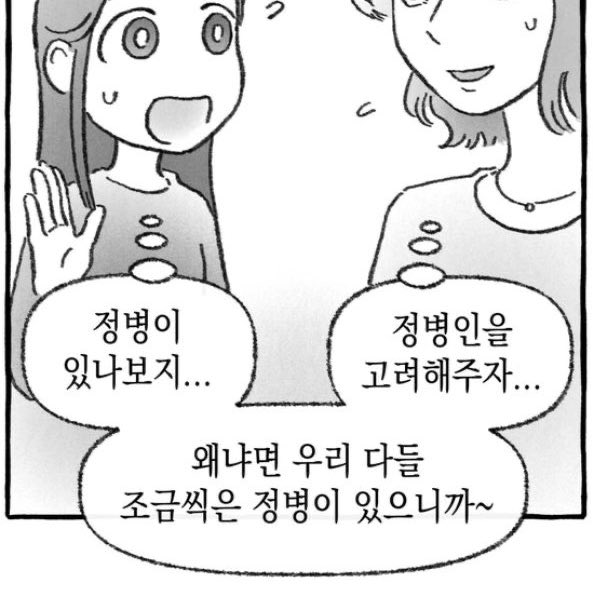 정병이
있나보지...
정병인을
고려해주자...
왜냐면 우리 다들
조금씩은 정병이 있으니까~